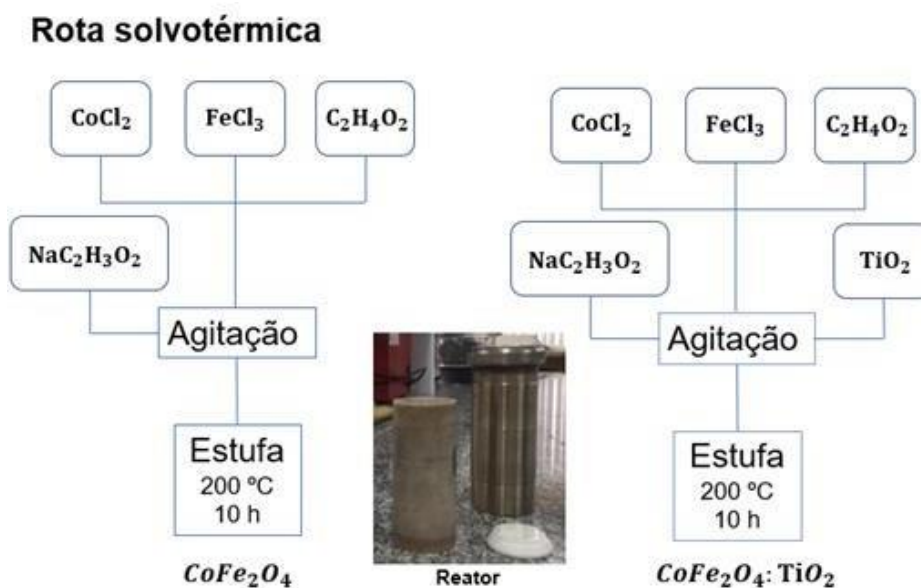 Rota solvotérmica
CoCl₂
FeCl₃
C₂H₄O₂
NaC₂H₃O₂
Agitação
Estufa
200 ºC
10 h
CoFe₂O₄
Reator
CoCl₂
FeCl₃
C₂H₄O₂
NaC₂H₃O₂
TiO₂
Agitação
Estufa
200 ºC
10 h
CoFe₂O₄: TiO₂